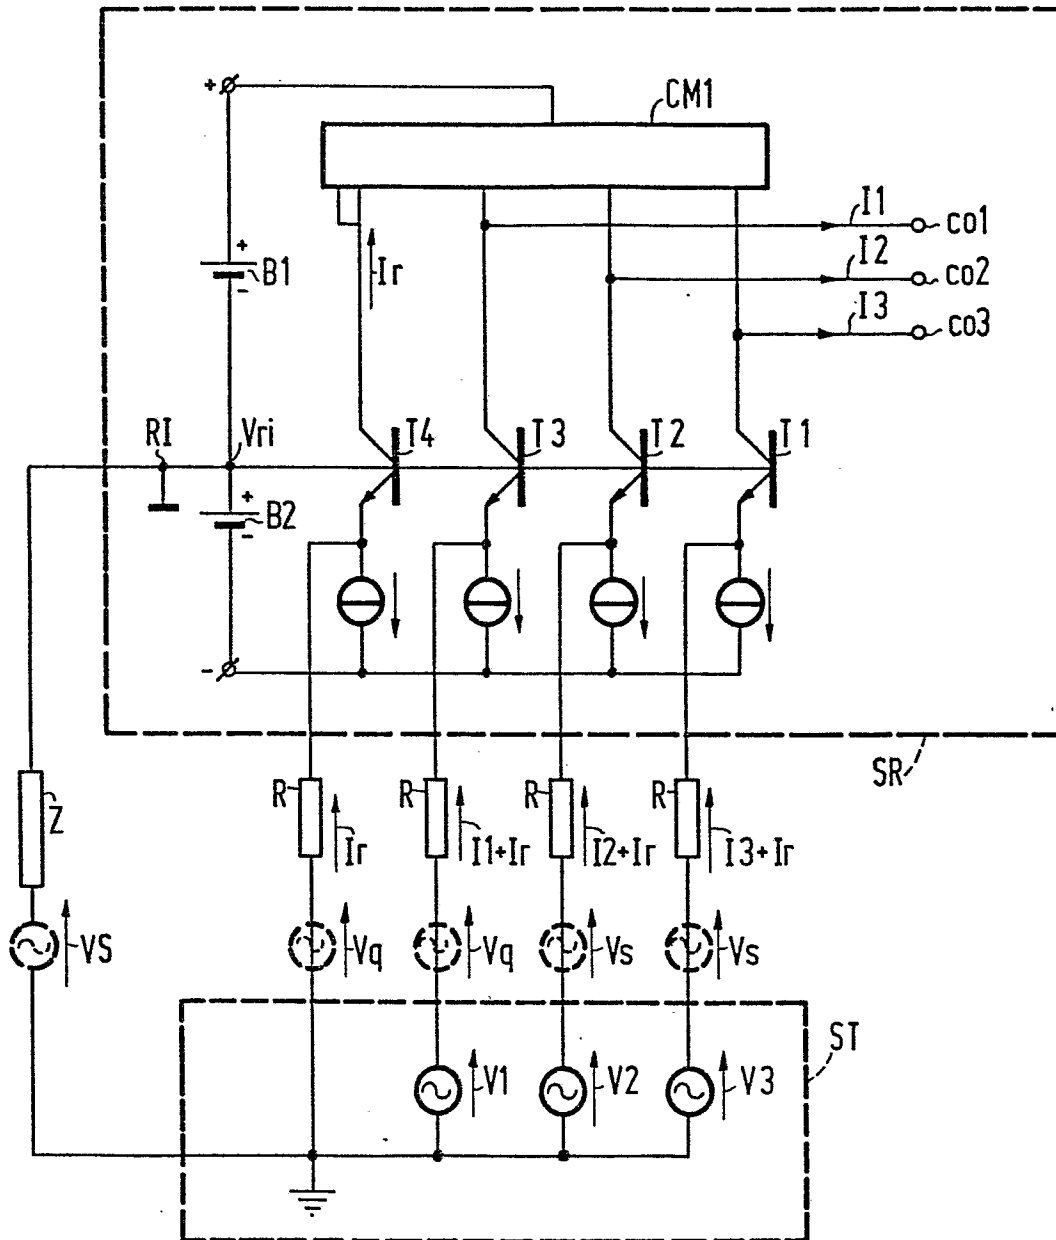 +
CM1
I1
co1
I2
co2
I3
co3
+
B1
-
Ir
RI
Vri
T4
T3
T2
T1
+
B2
-
-
SR
Z
R
Ir
R
I1+Ir
R
I2+Ir
R
I3+Ir
VS
Vq
Vq
Vs
Vs
ST
V1
V2
V3